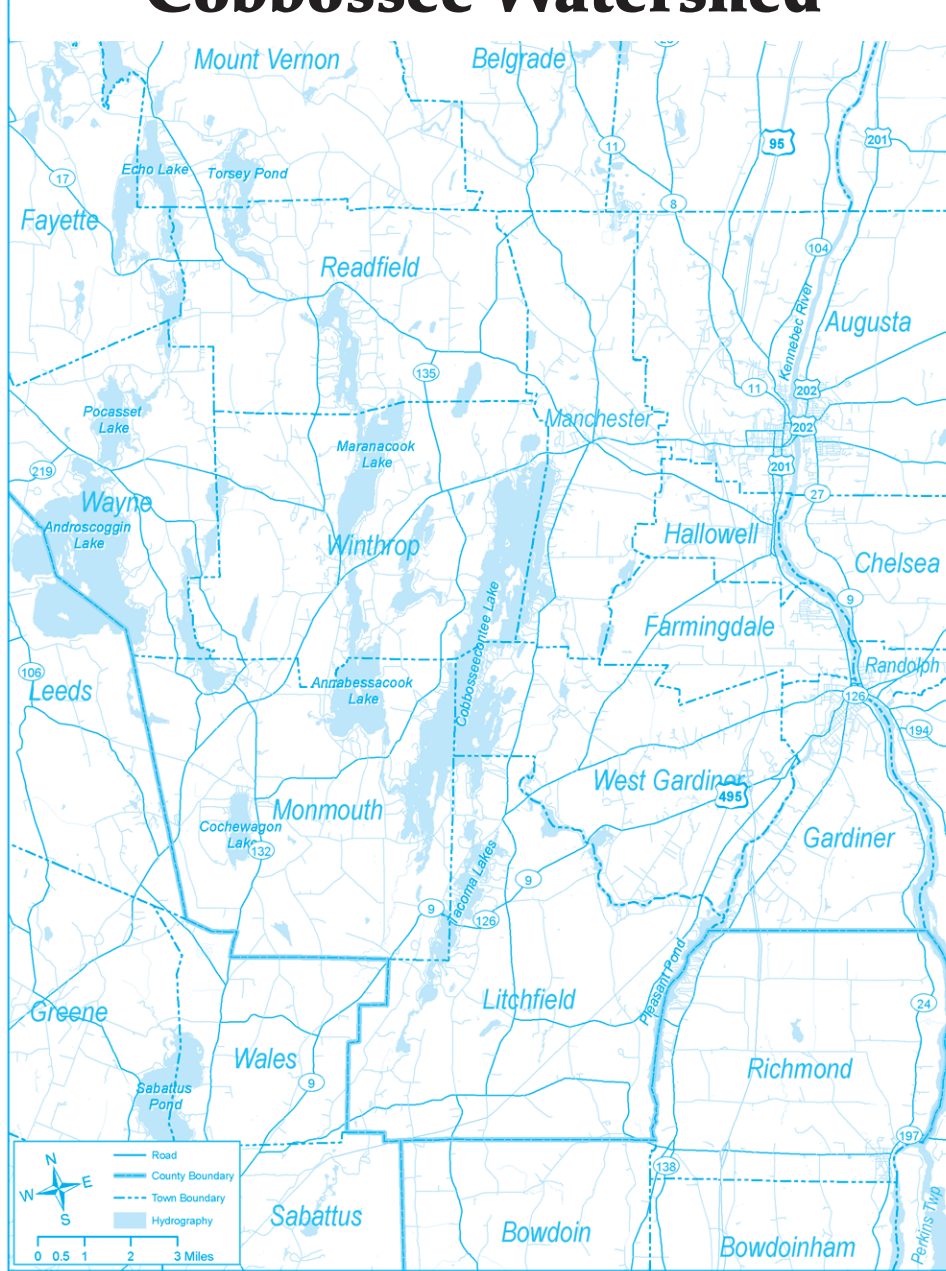 Cobbossee Watershed
Mount Vernon
Belgrade
95
201
11
Echo Lake
Torsey Pond
17
8
Fayette
104
Readfield
Kennebec River
Augusta
135
11
202
Pocasset
Lake
Manchester
202
Maranacook
Lake
219
201
27
Wayne
Androscoggin
Lake
Winthrop
Hallowell
Chelsea
9
Cobbosseecontee Lake
Farmingdale
Randolph
106
Leeds
Annabessacook
Lake
126
194
West Gardiner
495
Monmouth
Cochewagon
Lake
132
Gardiner
Tacoma Lakes
9
9
126
Pleasant Pond
Litchfield
24
Greene
Wales
Richmond
9
Sabattus
Pond
197
138
N
W
E
S
Road
County Boundary
Town Boundary
Hydrography
0 0.5 1 2 3 Miles
Sabattus
Bowdoin
Bowdoinham
Perkins Twp